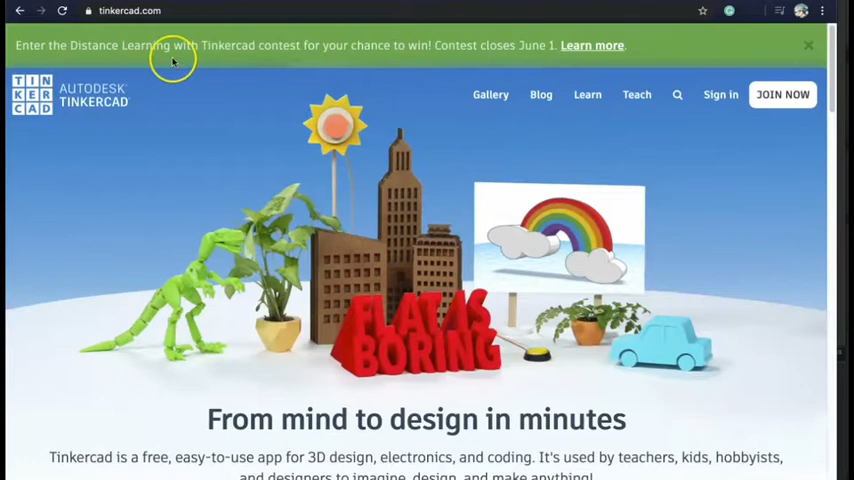 tinkercad.com
Enter the Distance Learning with Tinkercad contest for your chance to win! Contest closes June 1. Learn more.
TIN
KER
CAD
AUTODESK
TINKERCAD
Gallery Blog Learn Teach Sign in JOIN NOW
FLAT IS
BORING
From mind to design in minutes
Tinkercad is a free, easy-to-use app for 3D design, electronics, and coding. It's used by teachers, kids, hobbyists,
and designers to imagine, design, and make anything!